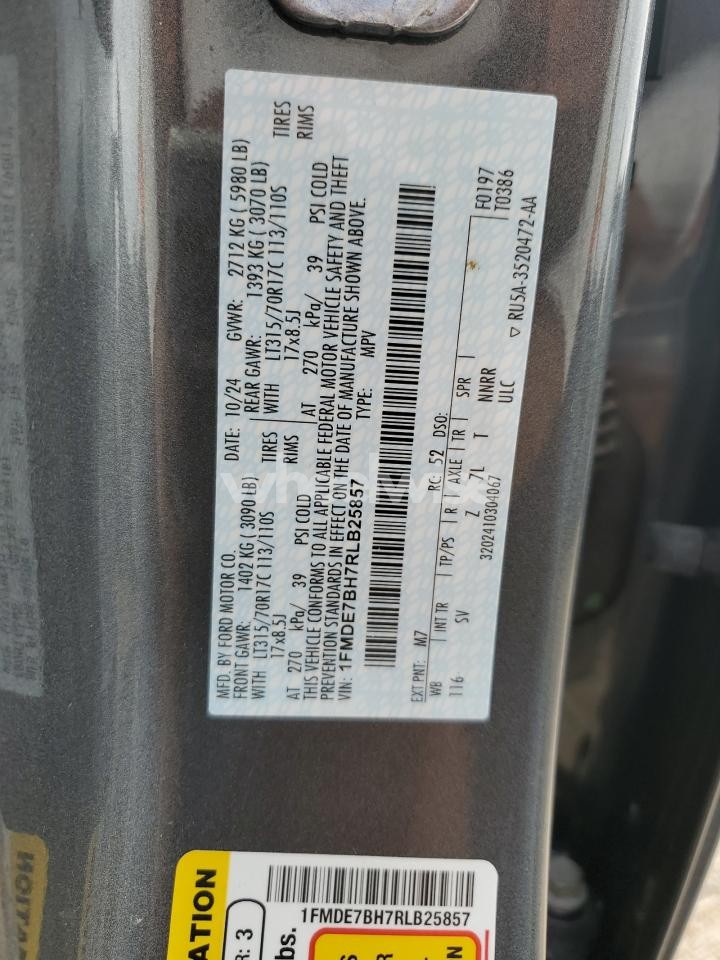 MFD. BY FORD MOTOR CO. DATE: 10/24 GVWR: 2712 KG ( 5980 LB)
FRONT GAWR: 1402 KG ( 3090 LB) REAR GAWR: 1393 KG ( 3070 LB)
WITH LT315/70R17C 113/110S TIRES WITH LT315/70R17C 113/110S TIRES
17x8.5J RIMS 17x8.5J RIMS
AT 270 kPa/ 39 PSI COLD AT 270 kPa/ 39 PSI COLD
THIS VEHICLE CONFORMS TO ALL APPLICABLE FEDERAL MOTOR VEHICLE SAFETY AND THEFT
PREVENTION STANDARDS IN EFFECT ON THE DATE OF MANUFACTURE SHOWN ABOVE.
VIN: 1FMDE7BH7RLB25857 TYPE: MPV
EXT PNT: M7 RC: 52 DSO:
WB INT TR TP/PS R AXLE TR SPR F0197
116 SV Z 7L T NNRR T0386
3202410304067 ULC
▽ RU5A-3520472-AA
1FMDE7BH7RLB25857
ATION
R: 3
bs.